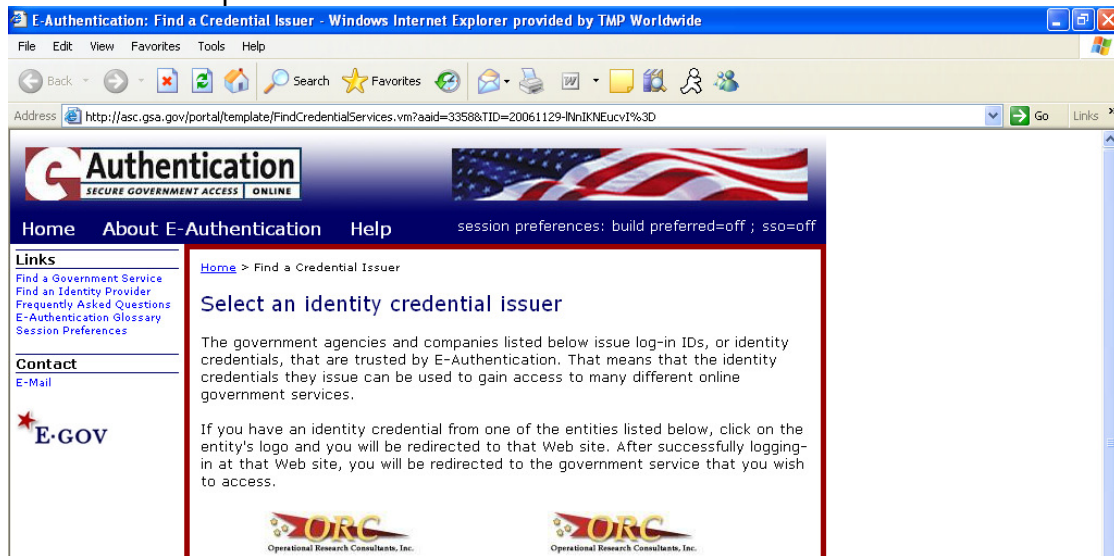 E-Authentication: Find a Credential Issuer - Windows Internet Explorer provided by TMP Worldwide
File Edit View Favorites Tools Help
Back Search Favorites
Address http://asc.gsa.gov/portal/template/FindCredentialServices.vm?aaid=3358&TID=20061129-lNnIKNEucvI%3D Go Links »
e Authentication
SECURE GOVERNMENT ACCESS ONLINE
Home About E-Authentication Help session preferences: build preferred=off ; sso=off
Links
Find a Government Service
Find an Identity Provider
Frequently Asked Questions
E-Authentication Glossary
Session Preferences
Contact
E-Mail
E·GOV
Home > Find a Credential Issuer
Select an identity credential issuer
The government agencies and companies listed below issue log-in IDs, or identity
credentials, that are trusted by E-Authentication. That means that the identity
credentials they issue can be used to gain access to many different online
government services.
If you have an identity credential from one of the entities listed below, click on the
entity's logo and you will be redirected to that Web site. After successfully logging-
in at that Web site, you will be redirected to the government service that you wish
to access.
ORC
Operational Research Consultants, Inc.
ORC
Operational Research Consultants, Inc.